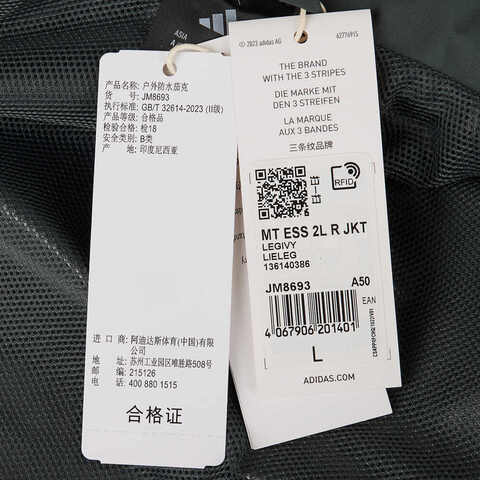 ASIA
A
adidas
产品名称: 户外防水茄克
货 号: JM8693
执行标准: GB/T 32614-2023 (II级)
产品等级: 合格品
检验合格: 检18
安全类别: B类
产 地: 印度尼西亚
进 口 商: 阿迪达斯体育(中国)有限
公司
地 址: 苏州工业园区唯胜路508号
邮 编: 215126
电 话: 400 880 1515
合格证
© 2023 adidas AG
62776915
THE BRAND
WITH THE 3 STRIPES
DIE MARKE MIT
DEN 3 STREIFEN
LA MARQUE
AUX 3 BANDES
三条纹品牌
RFID
MT ESS 2L R JKT
LEGIVY
LIELEG
136140386
JM8693 A50
EAN
4 067906 201401
L
ADIDAS.COM